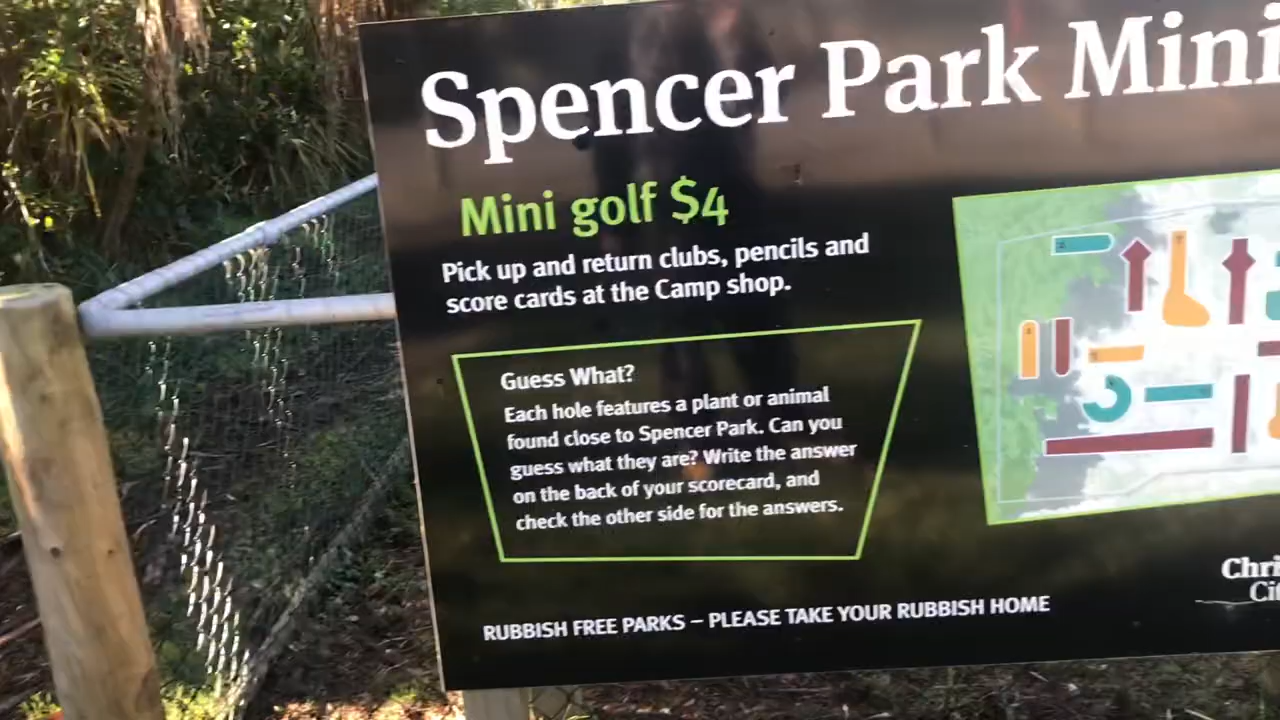 Spencer Park Mini
Mini golf $4
Pick up and return clubs, pencils and
score cards at the Camp shop.
Guess What?
Each hole features a plant or animal
found close to Spencer Park. Can you
guess what they are? Write the answer
on the back of your scorecard, and
check the other side for the answers.
RUBBISH FREE PARKS – PLEASE TAKE YOUR RUBBISH HOME